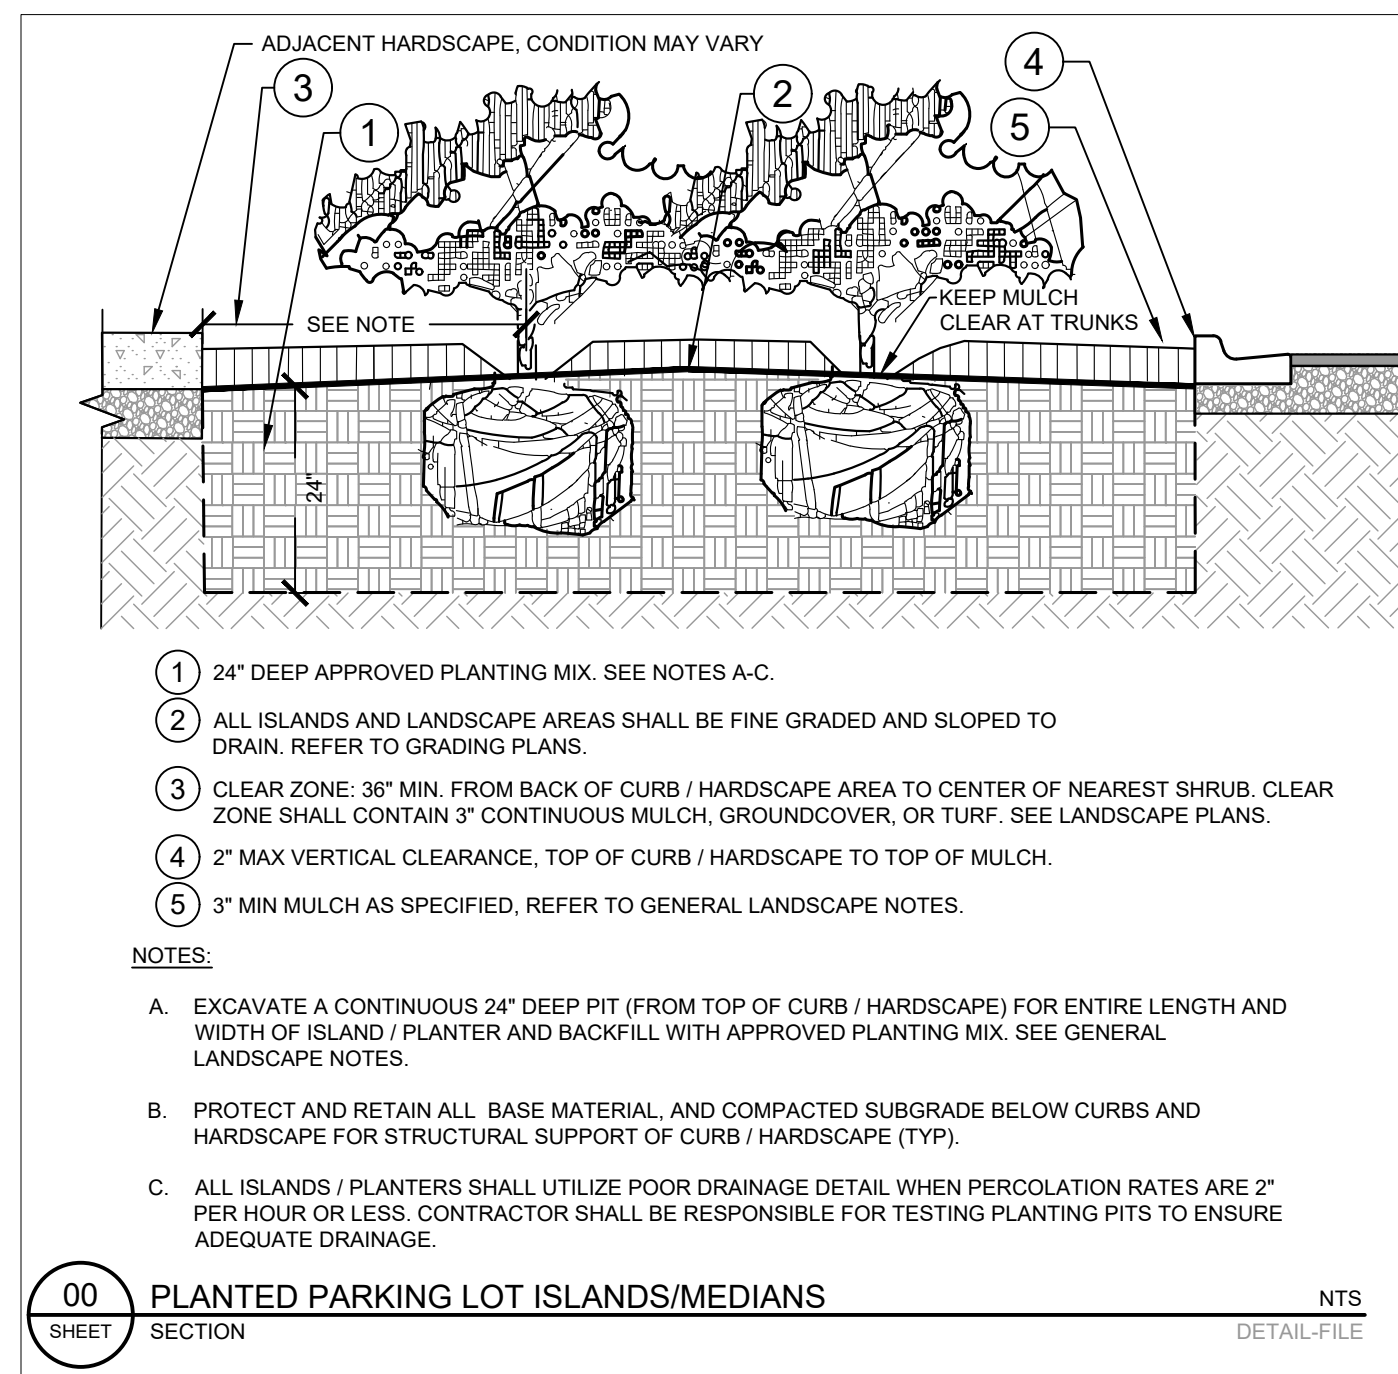 ADJACENT HARDSCAPE, CONDITION MAY VARY
3
4
1
2
5
SEE NOTE
KEEP MULCH
CLEAR AT TRUNKS
24"
1 24" DEEP APPROVED PLANTING MIX. SEE NOTES A-C.
2 ALL ISLANDS AND LANDSCAPE AREAS SHALL BE FINE GRADED AND SLOPED TO
DRAIN. REFER TO GRADING PLANS.
3 CLEAR ZONE: 36" MIN. FROM BACK OF CURB / HARDSCAPE AREA TO CENTER OF NEAREST SHRUB. CLEAR
ZONE SHALL CONTAIN 3" CONTINUOUS MULCH, GROUNDCOVER, OR TURF. SEE LANDSCAPE PLANS.
4 2" MAX VERTICAL CLEARANCE, TOP OF CURB / HARDSCAPE TO TOP OF MULCH.
5 3" MIN MULCH AS SPECIFIED, REFER TO GENERAL LANDSCAPE NOTES.
NOTES:
A. EXCAVATE A CONTINUOUS 24" DEEP PIT (FROM TOP OF CURB / HARDSCAPE) FOR ENTIRE LENGTH AND
WIDTH OF ISLAND / PLANTER AND BACKFILL WITH APPROVED PLANTING MIX. SEE GENERAL
LANDSCAPE NOTES.
B. PROTECT AND RETAIN ALL BASE MATERIAL, AND COMPACTED SUBGRADE BELOW CURBS AND
HARDSCAPE FOR STRUCTURAL SUPPORT OF CURB / HARDSCAPE (TYP).
C. ALL ISLANDS / PLANTERS SHALL UTILIZE POOR DRAINAGE DETAIL WHEN PERCOLATION RATES ARE 2"
PER HOUR OR LESS. CONTRACTOR SHALL BE RESPONSIBLE FOR TESTING PLANTING PITS TO ENSURE
ADEQUATE DRAINAGE.
00 PLANTED PARKING LOT ISLANDS/MEDIANS NTS
SHEET SECTION DETAIL-FILE